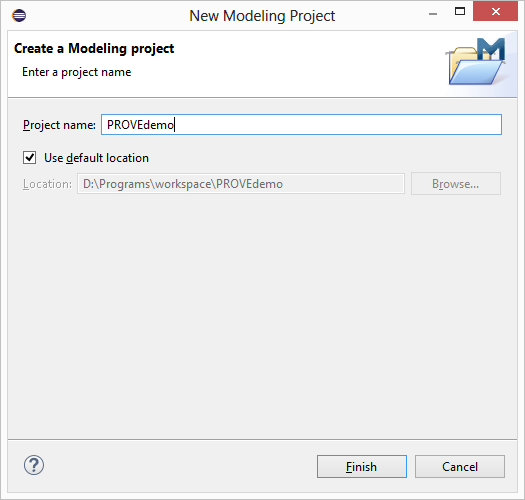 New Modeling Project
Create a Modeling project
Enter a project name
M
Project name: PROVEdemo
Use default location
Location: D:\Programs\workspace\PROVEdemo Browse...
? Finish Cancel